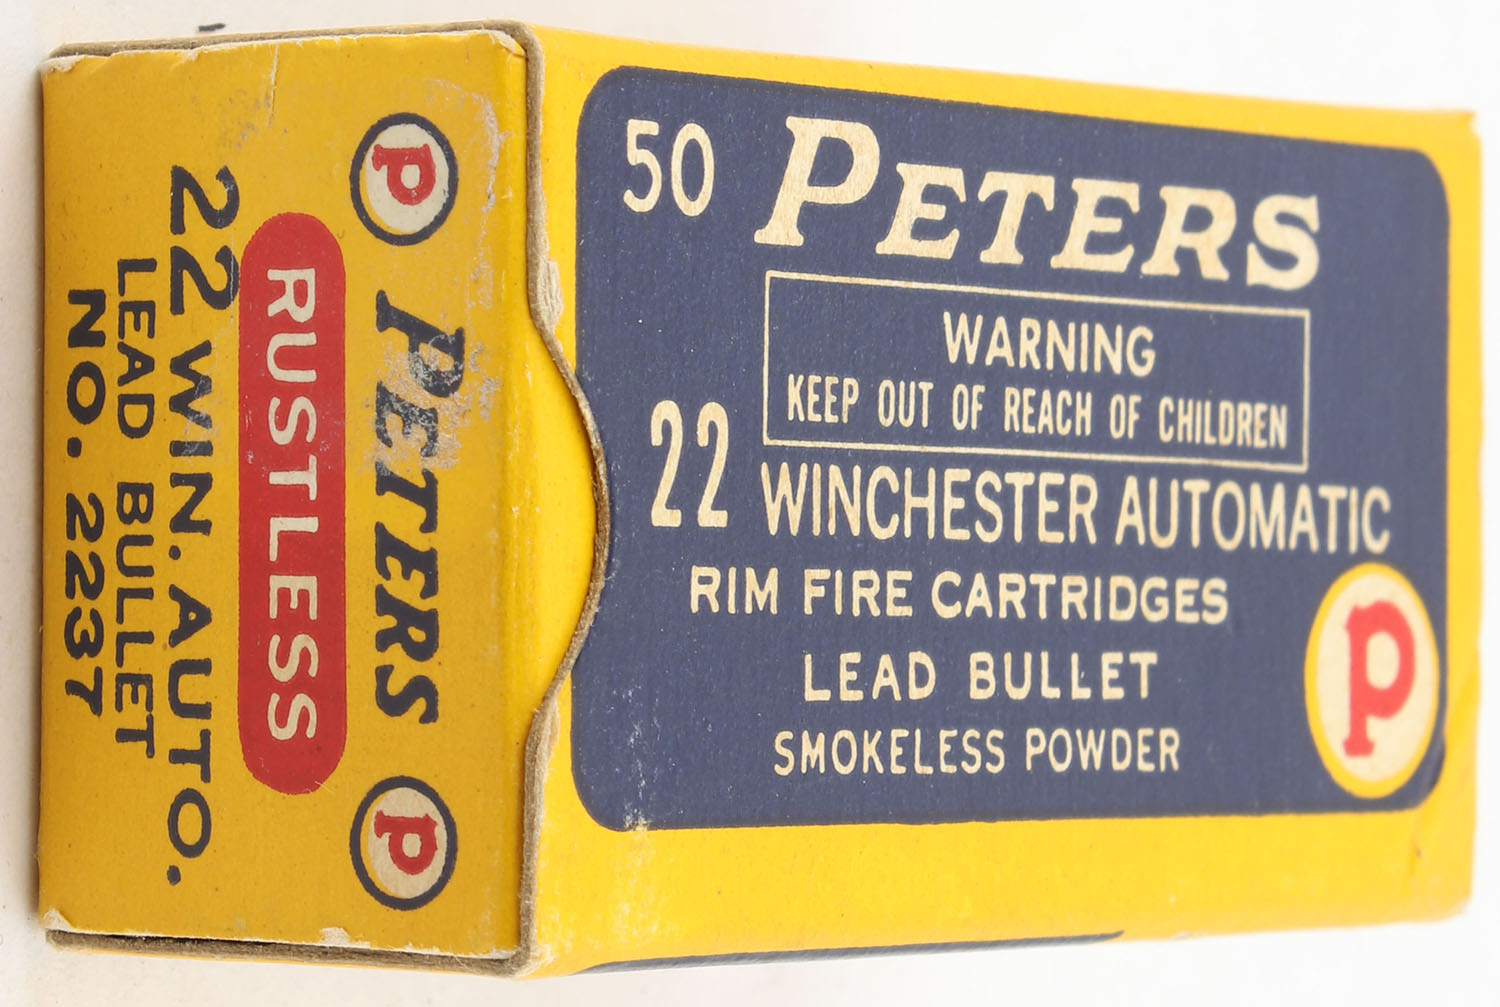 50 PETERS
WARNING
KEEP OUT OF REACH OF CHILDREN
22 WINCHESTER AUTOMATIC
RIM FIRE CARTRIDGES
LEAD BULLET
SMOKELESS POWDER
P
P PETERS P
RUSTLESS
22 WIN. AUTO.
LEAD BULLET
NO. 2237